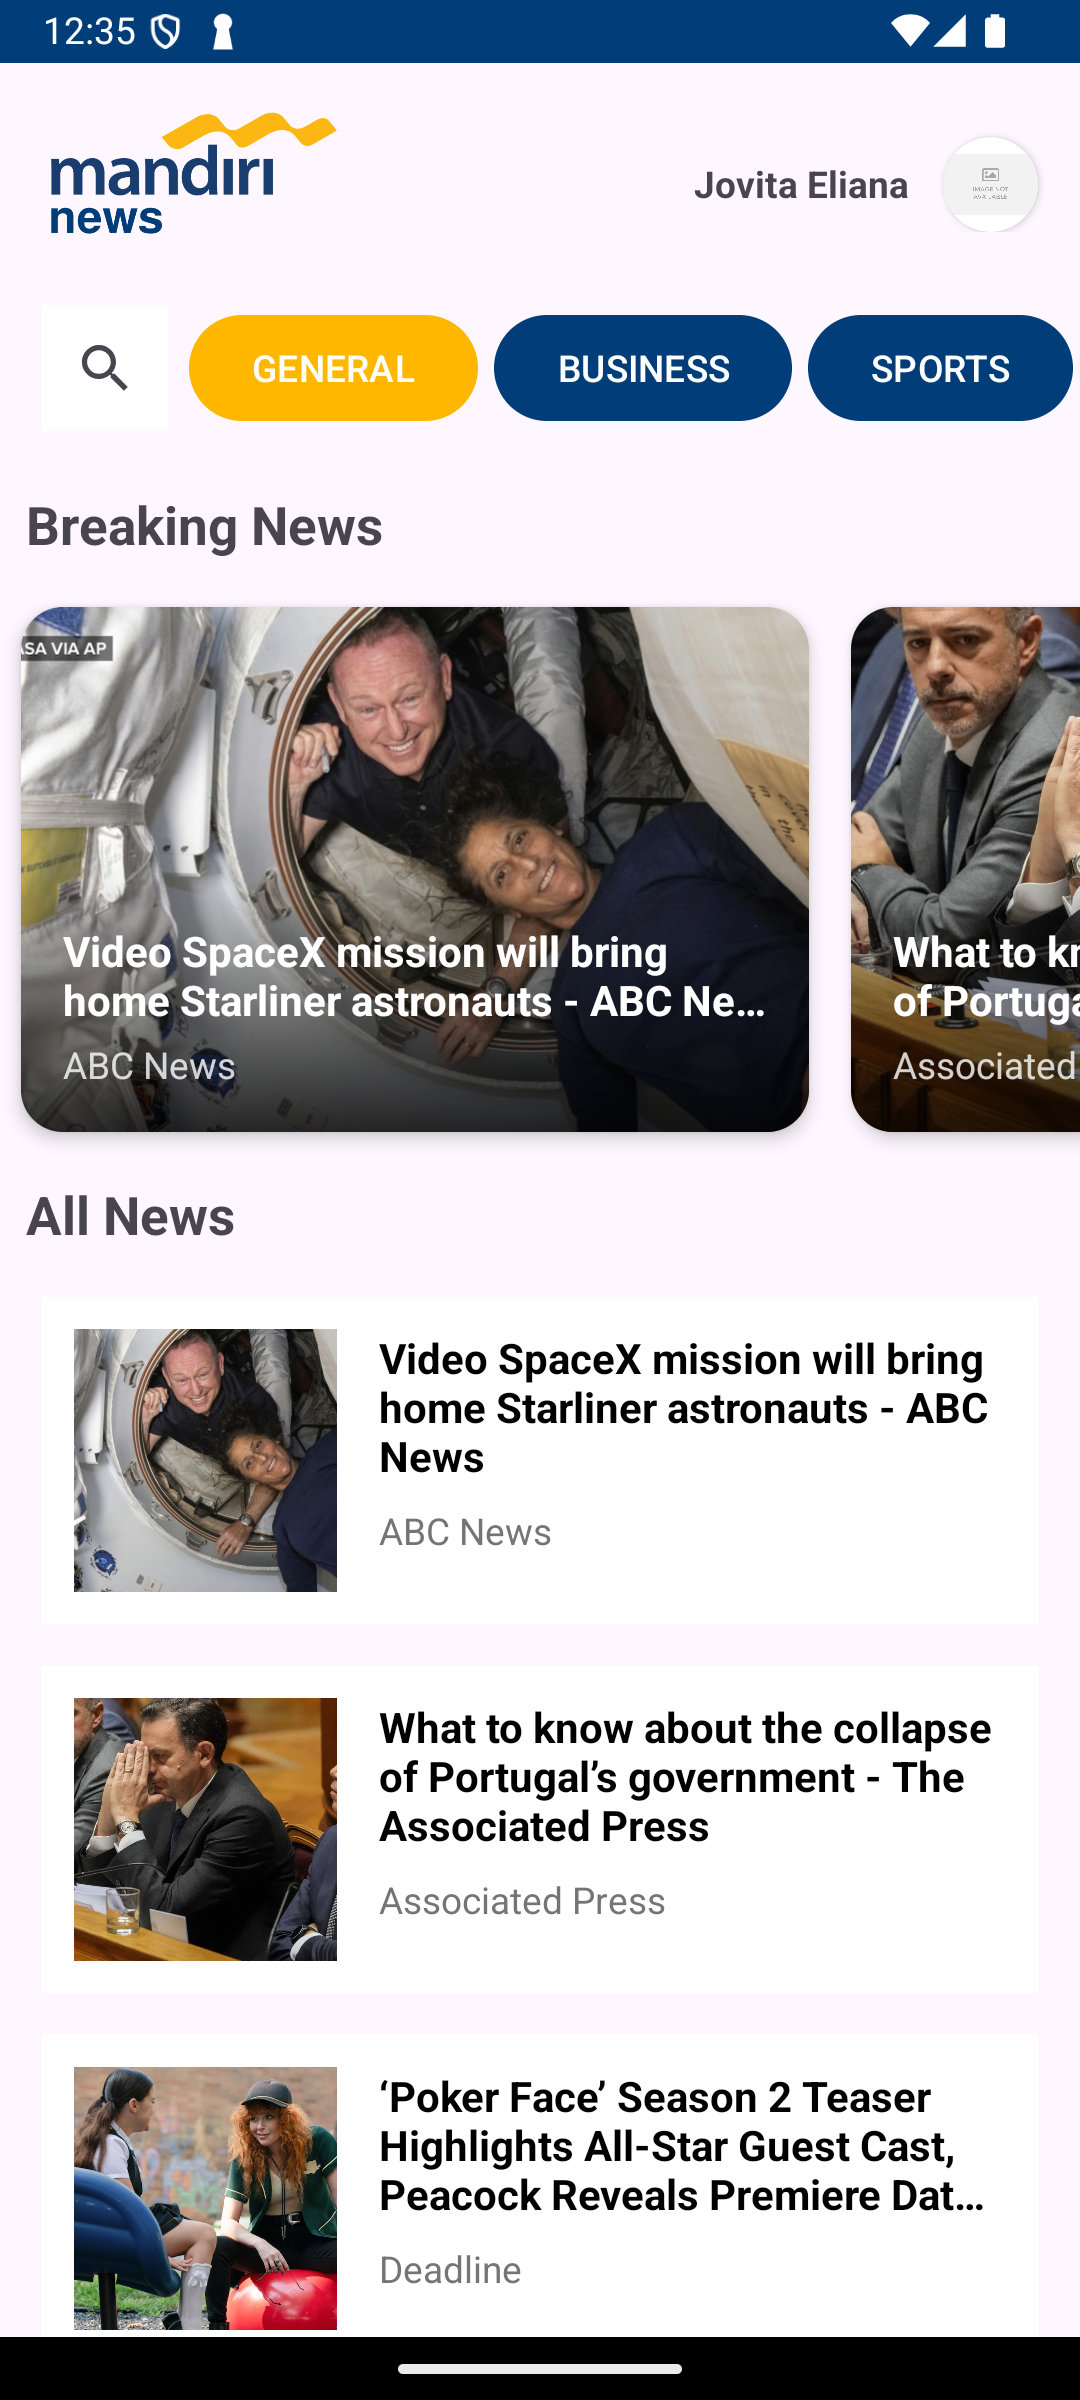 12:35
mandiri
news
Jovita Eliana
IMAGE NOT
AVAILABLE
GENERAL
BUSINESS
SPORTS
Breaking News
ASA VIA AP
Video SpaceX mission will bring
home Starliner astronauts - ABC Ne...
ABC News
What to kn
of Portuga
Associated
All News
Video SpaceX mission will bring
home Starliner astronauts - ABC
News
ABC News
What to know about the collapse
of Portugal’s government - The
Associated Press
Associated Press
‘Poker Face’ Season 2 Teaser
Highlights All-Star Guest Cast,
Peacock Reveals Premiere Dat...
Deadline